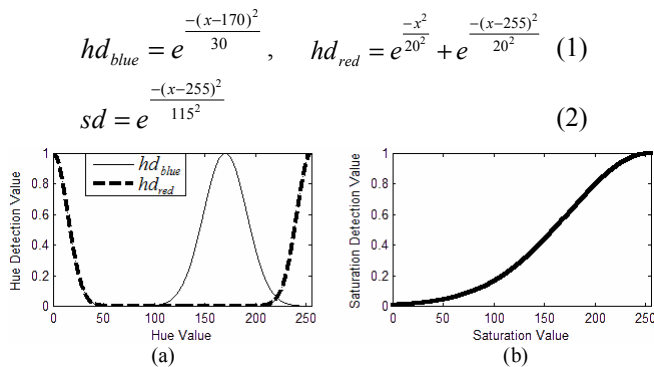 hd_blue = e^(-(x-170)^2/30) ,   hd_red = e^(-x^2/20^2) + e^(-(x-255)^2/20^2)   (1)
sd = e^(-(x-255)^2/115^2)   (2)
1
0.8
0.6
0.4
0.2
0
0 50 100 150 200 250
Hue Detection Value
Hue Value
hd_blue
hd_red
(a)
1
0.8
0.6
0.4
0.2
0
0 50 100 150 200 250
Saturation Detection Value
Saturation Value
(b)